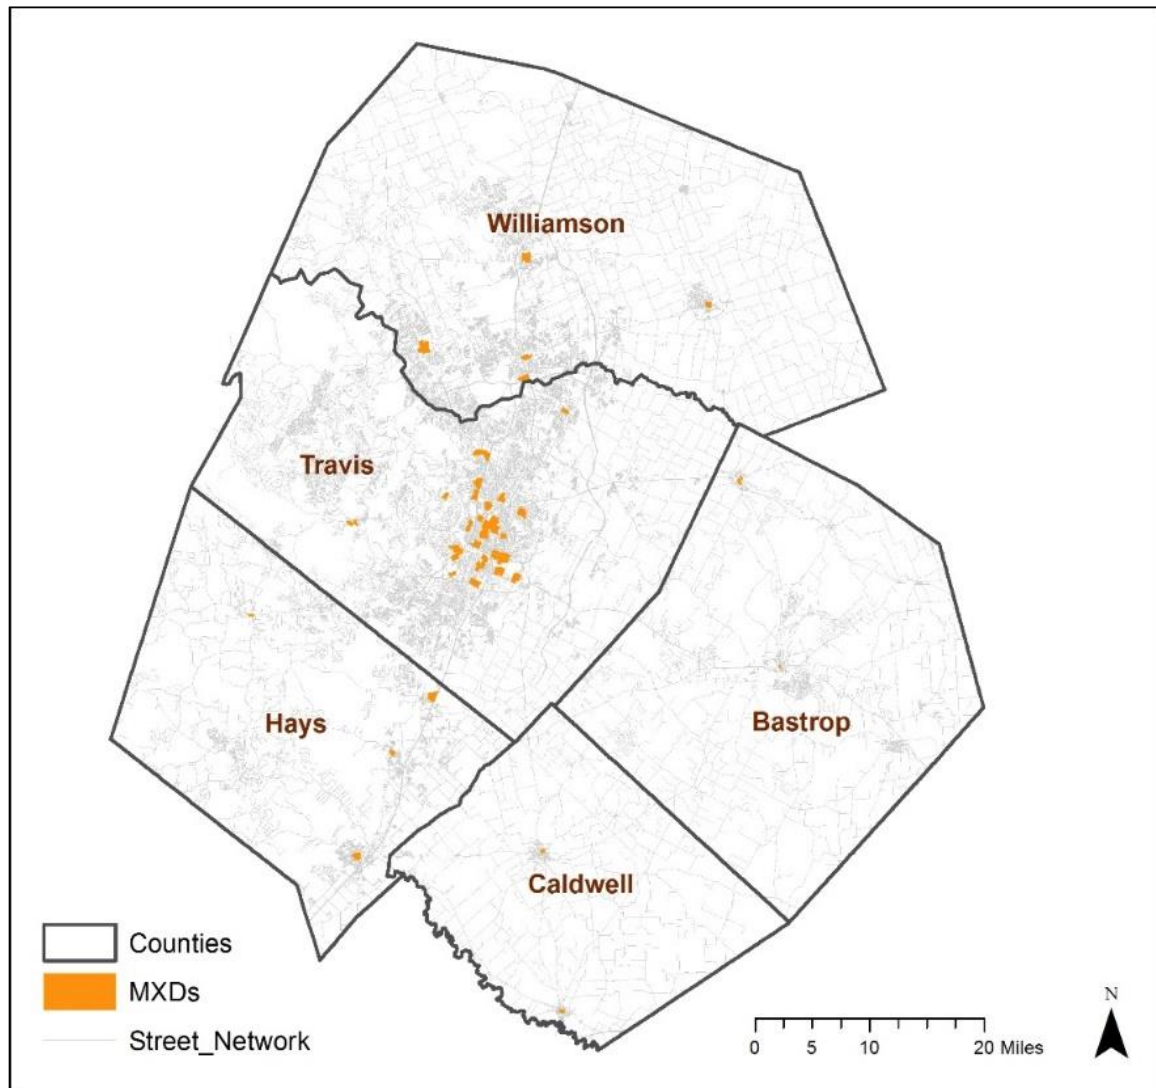 Williamson
Travis
Hays
Bastrop
Caldwell
Counties
MXDs
Street_Network
N
0 5 10 20 Miles